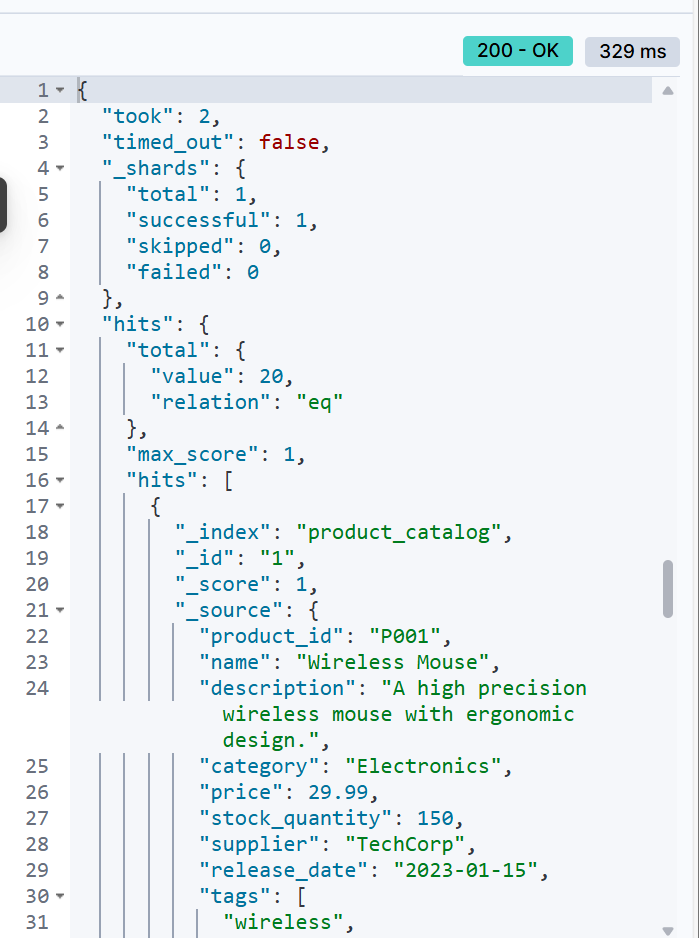 200 - OK 329 ms
1 {
2 "took": 2,
3 "timed_out": false,
4 "_shards": {
5 "total": 1,
6 "successful": 1,
7 "skipped": 0,
8 "failed": 0
9 },
10 "hits": {
11 "total": {
12 "value": 20,
13 "relation": "eq"
14 },
15 "max_score": 1,
16 "hits": [
17 {
18 "_index": "product_catalog",
19 "_id": "1",
20 "_score": 1,
21 "_source": {
22 "product_id": "P001",
23 "name": "Wireless Mouse",
24 "description": "A high precision
wireless mouse with ergonomic
design.",
25 "category": "Electronics",
26 "price": 29.99,
27 "stock_quantity": 150,
28 "supplier": "TechCorp",
29 "release_date": "2023-01-15",
30 "tags": [
31 "wireless",